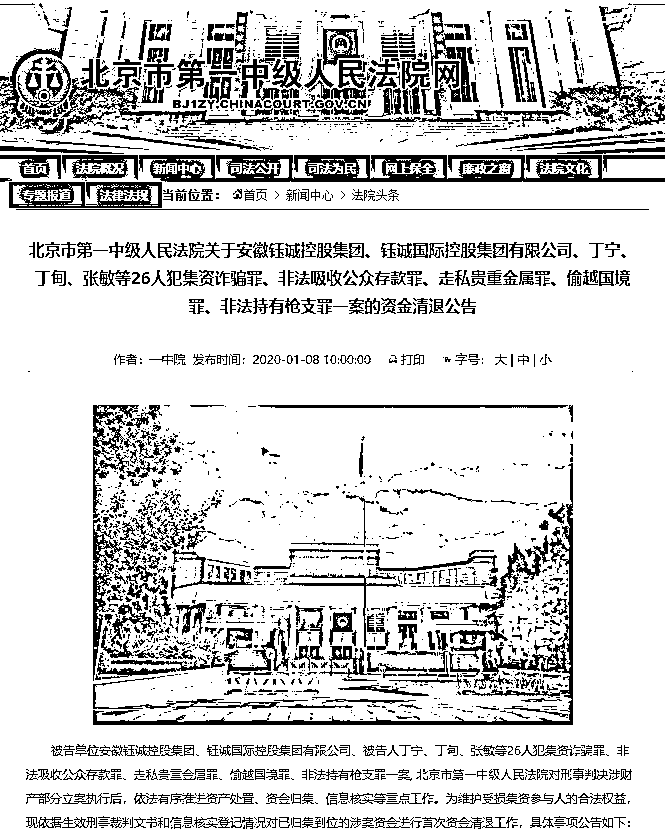 北京市第一中级人民法院网
BJ1ZY.CHINACOURT.GOV.CN
首页 法院概况 新闻中心 司法公开 司法为民 网上保全 廉政之窗 法院文化
专题报道 法律法规 当前位置： 首页 > 新闻中心 > 法院头条
北京市第一中级人民法院关于安徽钰诚控股集团、钰诚国际控股集团有限公司、丁宁、
丁甸、张敏等26人犯集资诈骗罪、非法吸收公众存款罪、走私贵重金属罪、偷越国境
罪、非法持有枪支罪一案的资金清退公告
作者：一中院 发布时间：2020-01-08 10:00:00 打印 字号： 大 | 中 | 小
被告单位安徽钰诚控股集团、钰诚国际控股集团有限公司、被告人丁宁、丁甸、张敏等26人犯集资诈骗罪、非
法吸收公众存款罪、走私贵重金属罪、偷越国境罪、非法持有枪支罪一案，北京市第一中级人民法院对刑事判决涉财
产部分立案执行后，依法有序推进资产处置、资金归集、信息核实等重点工作。为维护受损集资参与人的合法权益，
现依据生效刑事裁判文书和信息核实登记情况对已归集到位的涉案资金进行首次资金清退工作，具体事项公告如下：